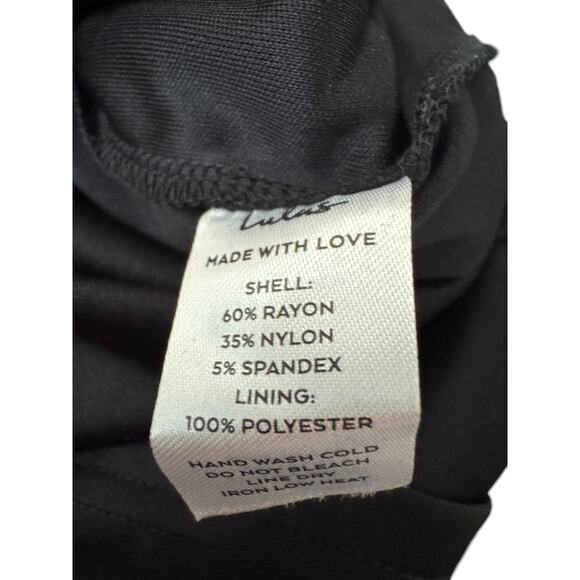 Lulus
MADE WITH LOVE
SHELL:
60% RAYON
35% NYLON
5% SPANDEX
LINING:
100% POLYESTER
HAND WASH COLD
DO NOT BLEACH
LINE DRY
IRON LOW HEAT